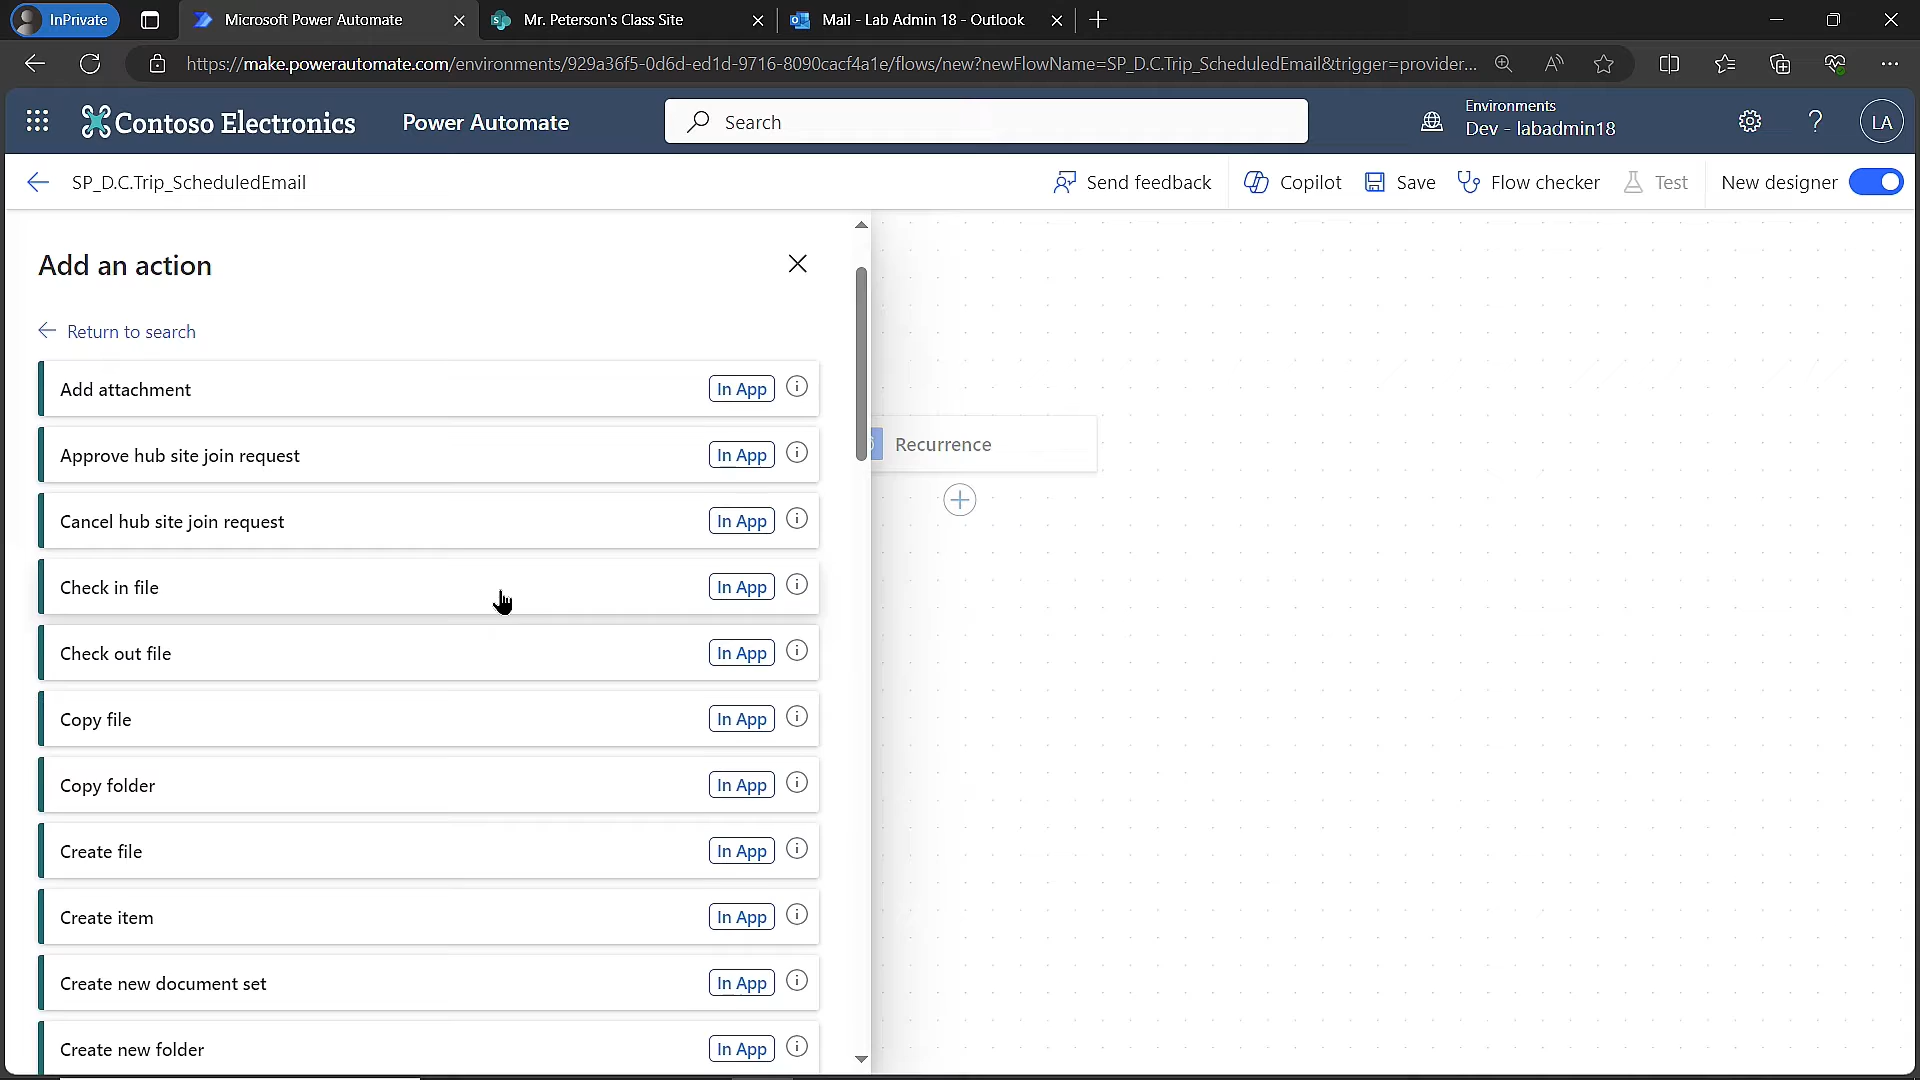 InPrivate
Microsoft Power Automate
Mr. Peterson's Class Site
Mail - Lab Admin 18 - Outlook
https://make.powerautomate.com/environments/929a36f5-0d6d-ed1d-9716-8090cacf4a1e/flows/new?newFlowName=SP_D.C.Trip_ScheduledEmail&trigger=provider...
Contoso Electronics
Power Automate
Search
Environments
Dev - labadmin18
LA
SP_D.C.Trip_ScheduledEmail
Send feedback
Copilot
Save
Flow checker
Test
New designer
Add an action
Return to search
Add attachment In App
Approve hub site join request In App
Cancel hub site join request In App
Check in file In App
Check out file In App
Copy file In App
Copy folder In App
Create file In App
Create item In App
Create new document set In App
Create new folder In App
Recurrence